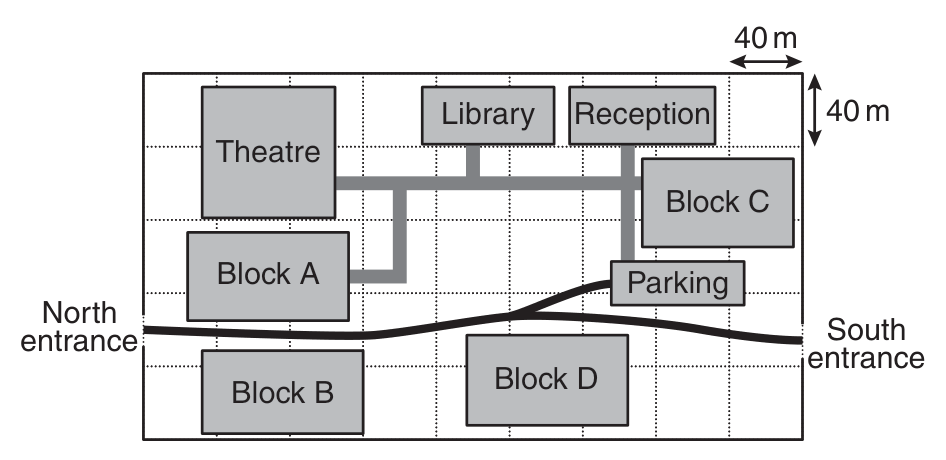 40 m
40 m
Library
Reception
Theatre
Block C
Block A
Parking
North
entrance
South
entrance
Block B
Block D